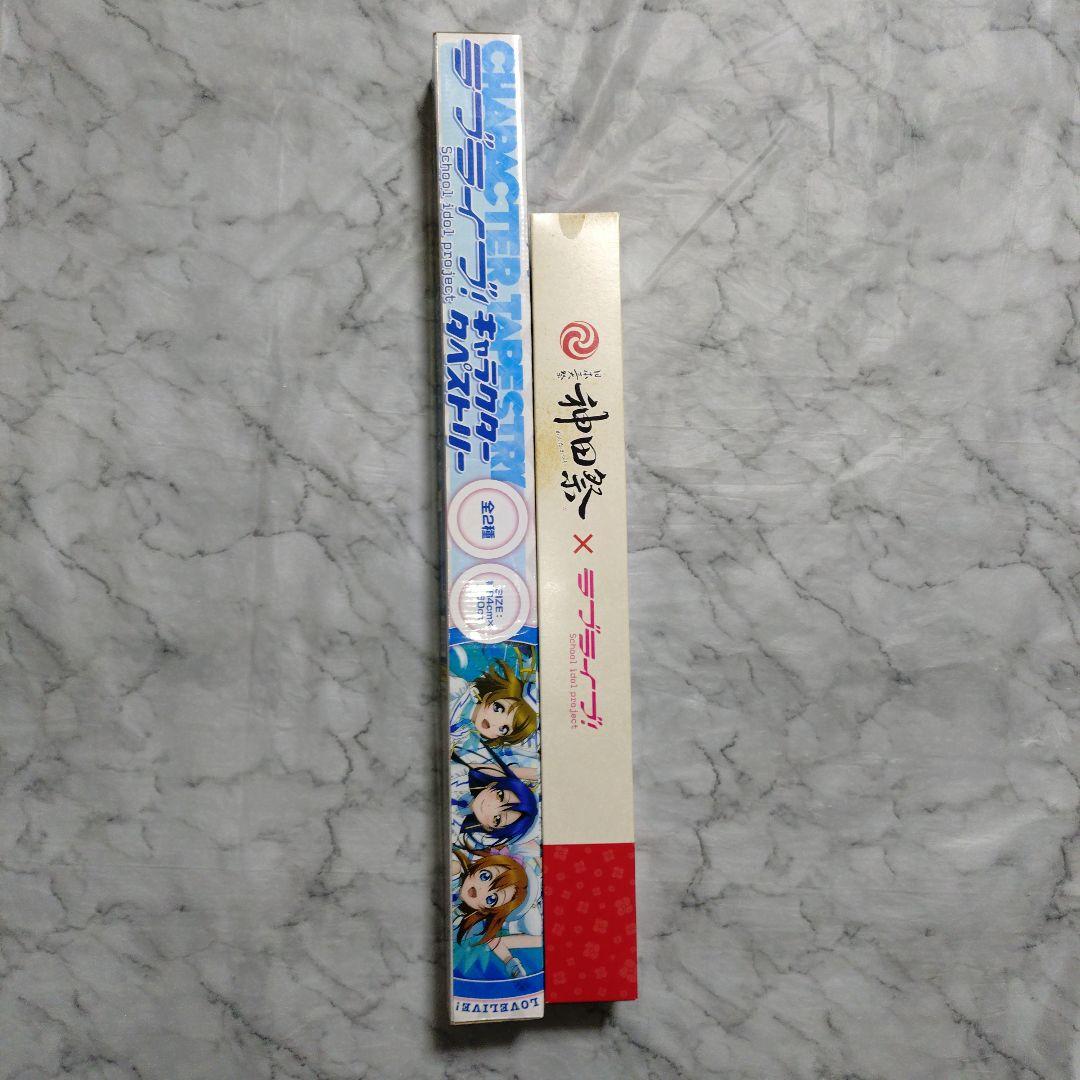 CHARACTER TAPESTRY
ラブライブ!
School idol project
キャラクター
タペストリー
全2種
SIZE:
LOVELIVE!
神田祭
×
ラブライブ!
School idol project